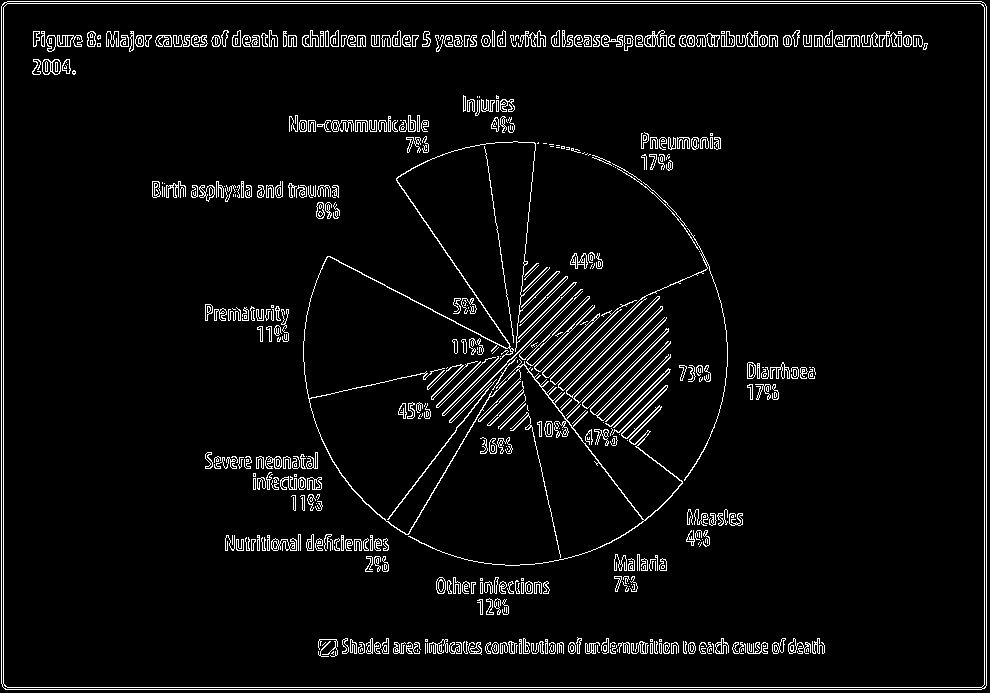 Figure 8: Major causes of death in children under 5 years old with disease-specific contribution of undernutrition,
2004.
Injuries
4%
Non-communicable
7%
Pneumonia
17%
Birth asphyxia and trauma
8%
44%
5%
Prematurity
11%
11%
73%
Diarrhoea
17%
45%
36%
10%
47%
Severe neonatal
infections
11%
Measles
4%
Nutritional deficiencies
2%
Malaria
7%
Other infections
12%
Shaded area indicates contribution of undernutrition to each cause of death